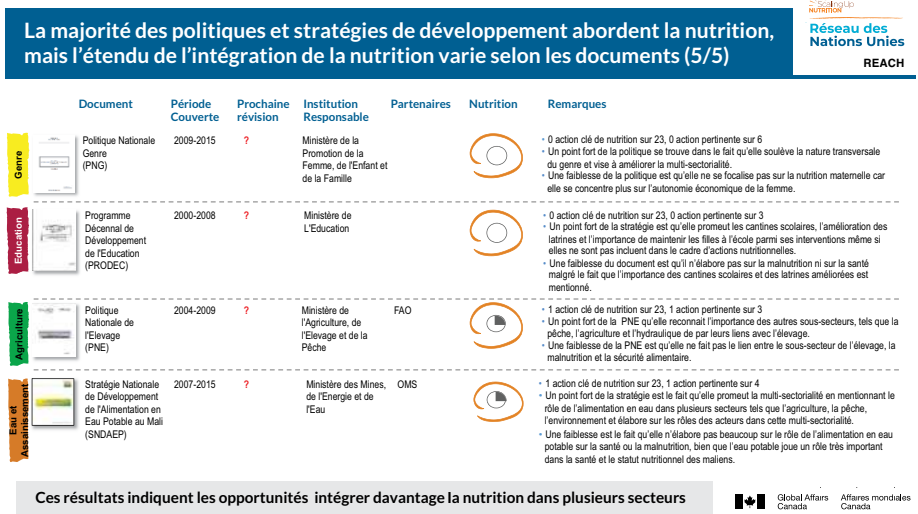 La majorité des politiques et stratégies de développement abordent la nutrition,
mais l'étendu de l'intégration de la nutrition varie selon les documents (5/5)
Scaling Up
NUTRITION
Réseau des
Nations Unies
REACH
Document
Période
Couverte
Prochaine
révision
Institution
Responsable
Partenaires
Nutrition
Remarques
Genre
Politique Nationale
Genre
(PNG)
2009-2015
?
Ministère de la
Promotion de la
Femme, de l'Enfant et
de la Famille
• 0 action clé de nutrition sur 23, 0 action pertinente sur 6
• Un point fort de la politique se trouve dans le fait qu'elle soulève la nature transversale
du genre et vise à améliorer la multi-sectorialité.
• Une faiblesse de la politique est qu'elle ne se focalise pas sur la nutrition maternelle car
elle se concentre plus sur l'autonomie économique de la femme.
Education
Programme
Décennal de
Développement
de l'Education
(PRODEC)
2000-2008
?
Ministère de
L'Education
• 0 action clé de nutrition sur 23, 0 action pertinente sur 3
• Un point fort de la stratégie est qu'elle promeut les cantines scolaires, l'amélioration des
latrines et l'importance de maintenir les filles à l'école parmi ses interventions même si
elles ne sont pas incluent dans le cadre d'actions nutritionnelles.
• Une faiblesse du document est qu'il n'élabore pas sur la malnutrition ni sur la santé
malgré le fait que l'importance des cantines scolaires et des latrines améliorées est
mentionné.
Agriculture
Politique
Nationale de
l'Elevage
(PNE)
2004-2009
?
Ministère de
l'Agriculture, de
l'Elevage et de la
Pêche
FAO
• 1 action clé de nutrition sur 23, 1 action pertinente sur 3
• Un point fort de la PNE qu'elle reconnait l'importance des autres sous-secteurs, tels que la
pêche, l'agriculture et l'hydraulique de par leurs liens avec l'élevage.
• Une faiblesse de la PNE est qu'elle ne fait pas le lien entre le sous-secteur de l'élevage, la
malnutrition et la sécurité alimentaire.
Eau et
Assainissement
Stratégie Nationale
de Développement
de l'Alimentation en
Eau Potable au Mali
(SNDAEP)
2007-2015
?
Ministère des Mines,
de l'Energie et de
l'Eau
OMS
• 1 action clé de nutrition sur 23, 1 action pertinente sur 4
• Un point fort de la stratégie est le fait qu'elle promeut la multi-sectorialité en mentionnant le
rôle de l'alimentation en eau dans plusieurs secteurs tels que l'agriculture, la pêche,
l'environnement et élabore sur les rôles des acteurs dans cette multi-sectorialité.
• Une faiblesse est le fait qu'elle n'élabore pas beaucoup sur le rôle de l'alimentation en eau
potable sur la santé ou la malnutrition, bien que l'eau potable joue un rôle très important
dans la santé et le statut nutritionnel des maliens.
Ces résultats indiquent les opportunités intégrer davantage la nutrition dans plusieurs secteurs
Global Affairs
Canada
Affaires mondiales
Canada